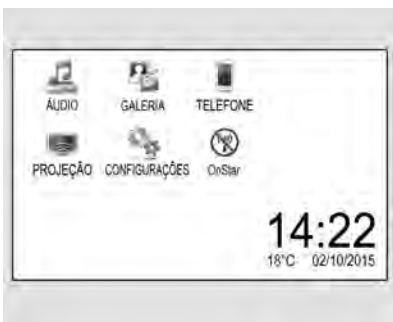 ÁUDIO GALERIA TELEFONE
PROJEÇÃO CONFIGURAÇÕES OnStar
14:22
18°C 02/10/2015